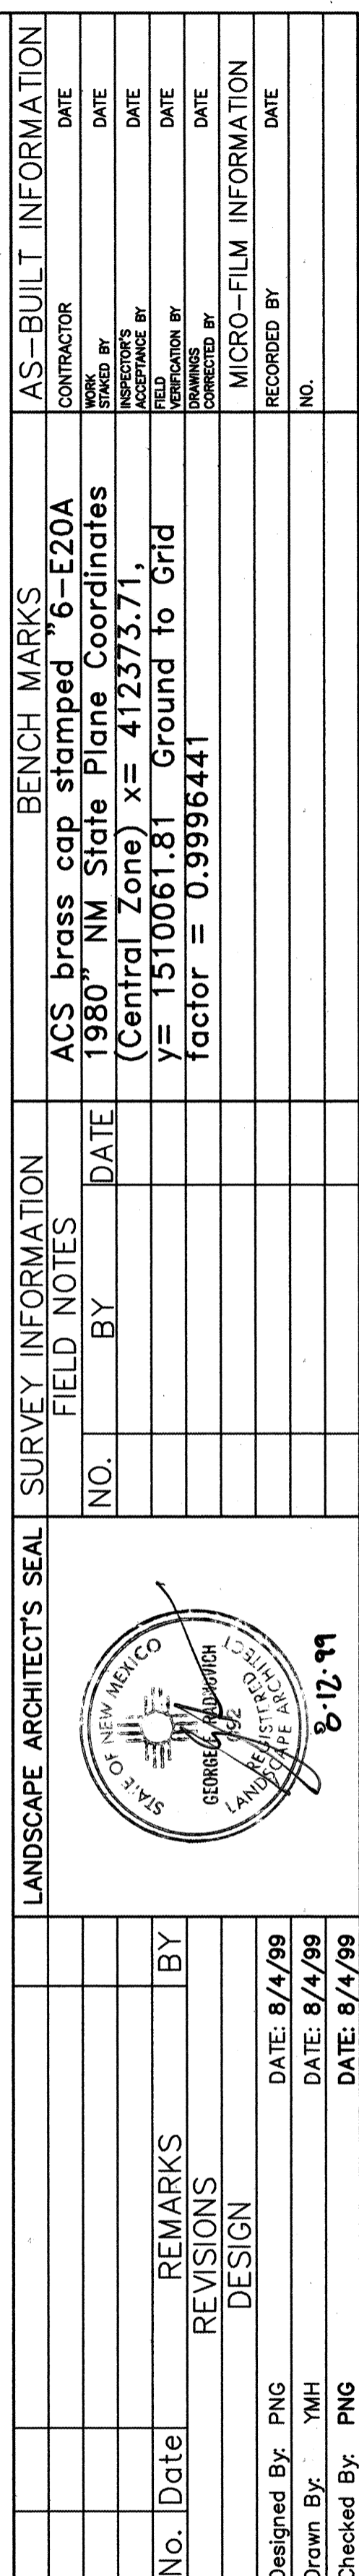 AS-BUILT INFORMATION
CONTRACTOR DATE
WORK STAKED BY DATE
INSPECTOR'S ACCEPTANCE BY DATE
FIELD VERIFICATION BY DATE
DRAWINGS CORRECTED BY DATE
MICRO-FILM INFORMATION
RECORDED BY DATE
NO.
BENCH MARKS
ACS brass cap stamped "6-E20A
1980" NM State Plane Coordinates
(Central Zone) x= 412373.71,
y= 1510061.81 Ground to Grid
factor = 0.9996441
SURVEY INFORMATION
FIELD NOTES
NO. BY DATE
LANDSCAPE ARCHITECT'S SEAL
STATE OF NEW MEXICO
GEORGE
REGISTERED
LANDSCAPE ARCHITECT
8·12·99
No. Date REMARKS BY
REVISIONS
DESIGN
Designed By: PNG DATE: 8/4/99
Drawn By: YMH DATE: 8/4/99
Checked By: PNG DATE: 8/4/99